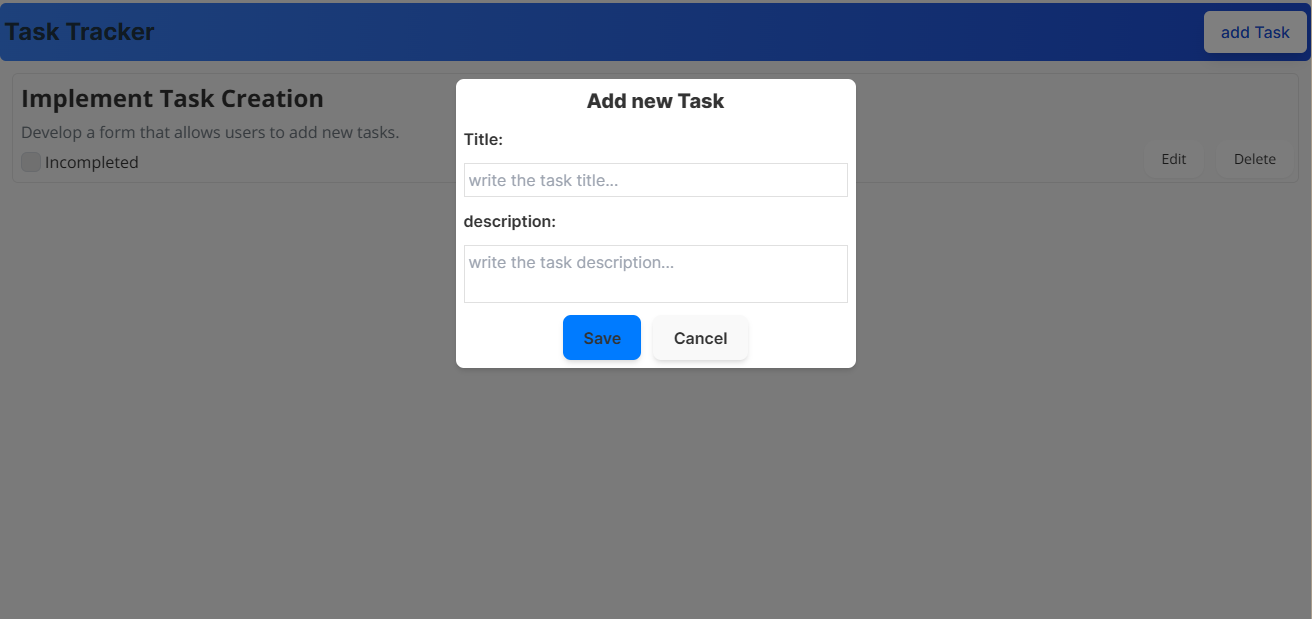 Task Tracker
add Task
Implement Task Creation
Develop a form that allows users to add new tasks.
Incompleted
Edit
Delete
Add new Task
Title:
write the task title...
description:
write the task description...
Save
Cancel